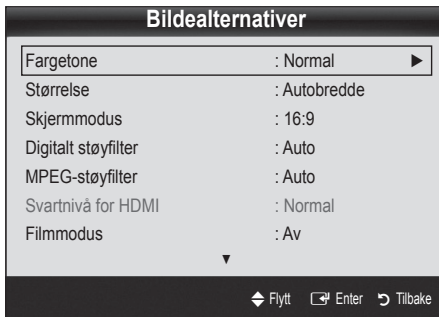 Bildealternativer
Fargetone : Normal ►
Størrelse : Autobredde
Skjermmodus : 16:9
Digitalt støyfilter : Auto
MPEG-støyfilter : Auto
Svartnivå for HDMI : Normal
Filmmodus : Av
▼
Flytt Enter Tilbake